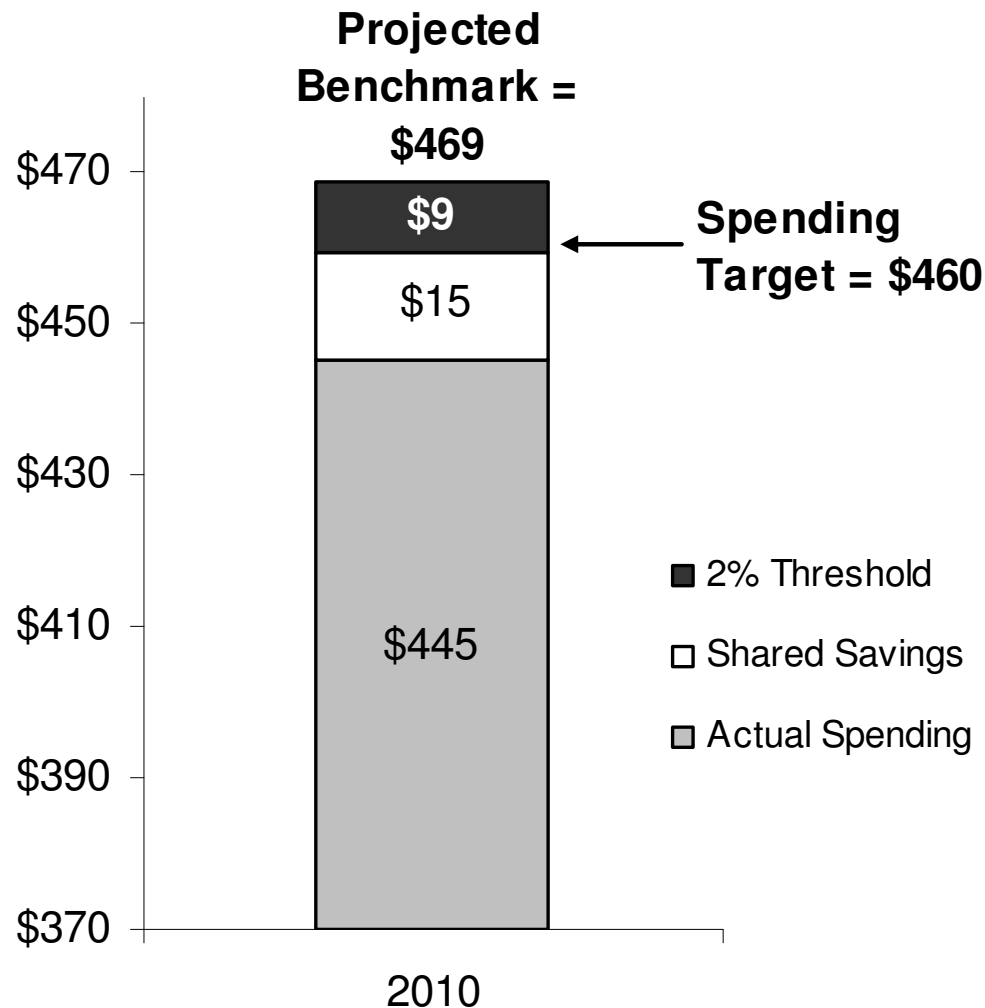 Projected
Benchmark =
$469
$470
$9
Spending
Target = $460
$15
$450
$430
2% Threshold
$410
$445
Shared Savings
Actual Spending
$390
$370
2010